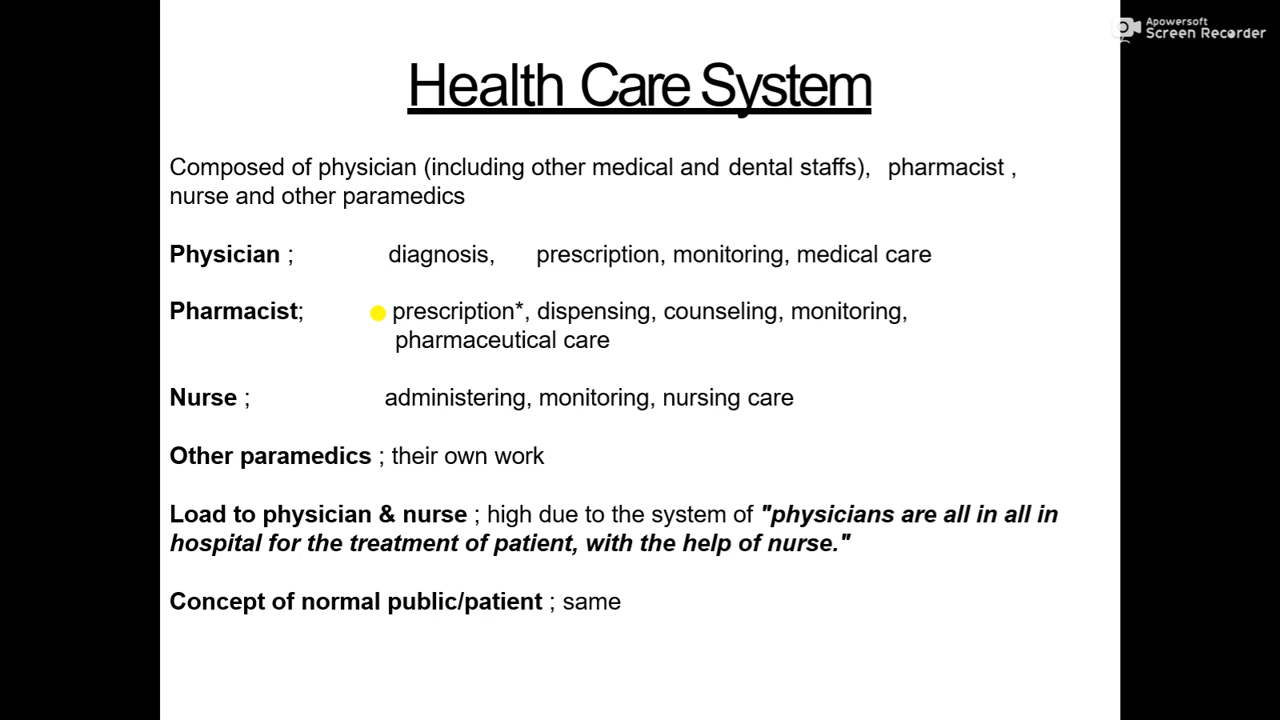 Apowersoft
Screen Recorder
Health Care System
Composed of physician (including other medical and dental staffs), pharmacist ,
nurse and other paramedics
Physician ; diagnosis, prescription, monitoring, medical care
Pharmacist; prescription*, dispensing, counseling, monitoring,
pharmaceutical care
Nurse ; administering, monitoring, nursing care
Other paramedics ; their own work
Load to physician & nurse ; high due to the system of "physicians are all in all in
hospital for the treatment of patient, with the help of nurse."
Concept of normal public/patient ; same